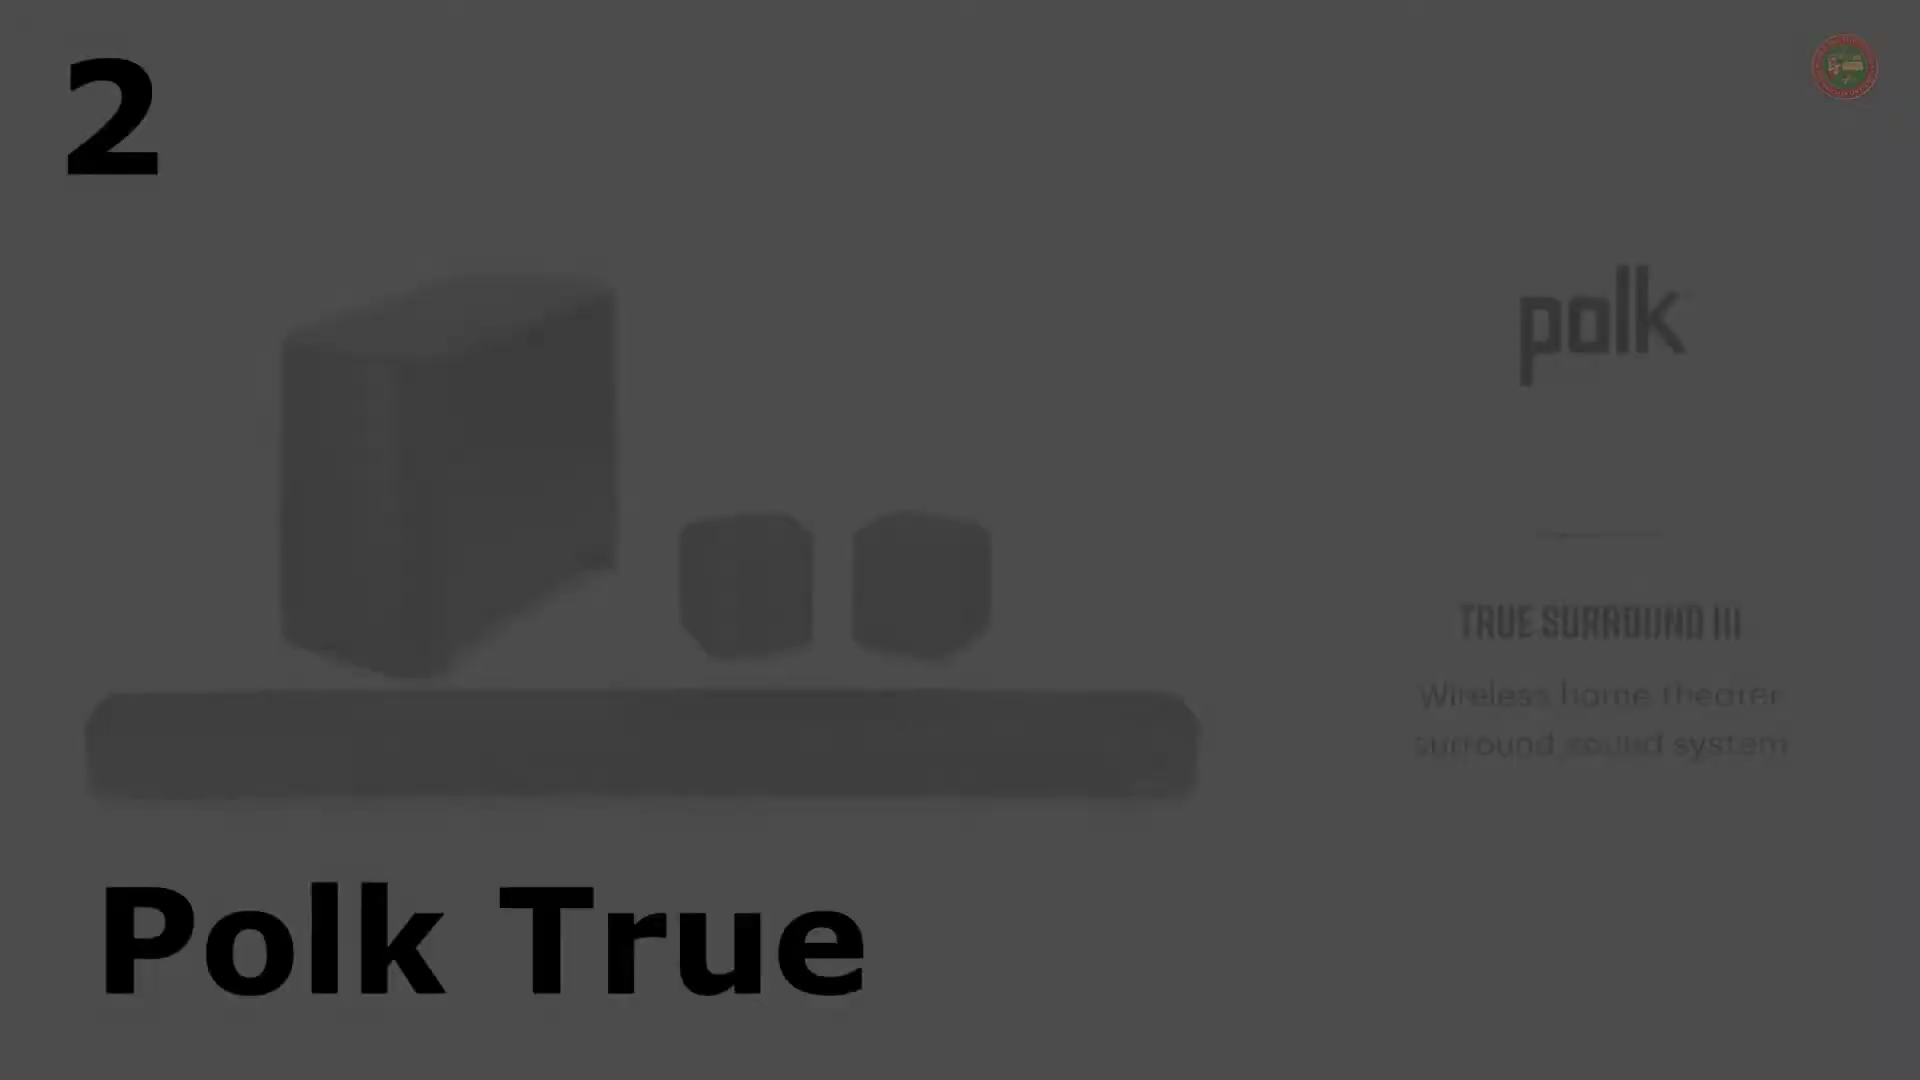 2
polk
TRUE SURROUND III
Wireless home theater
surround sound system
Polk True